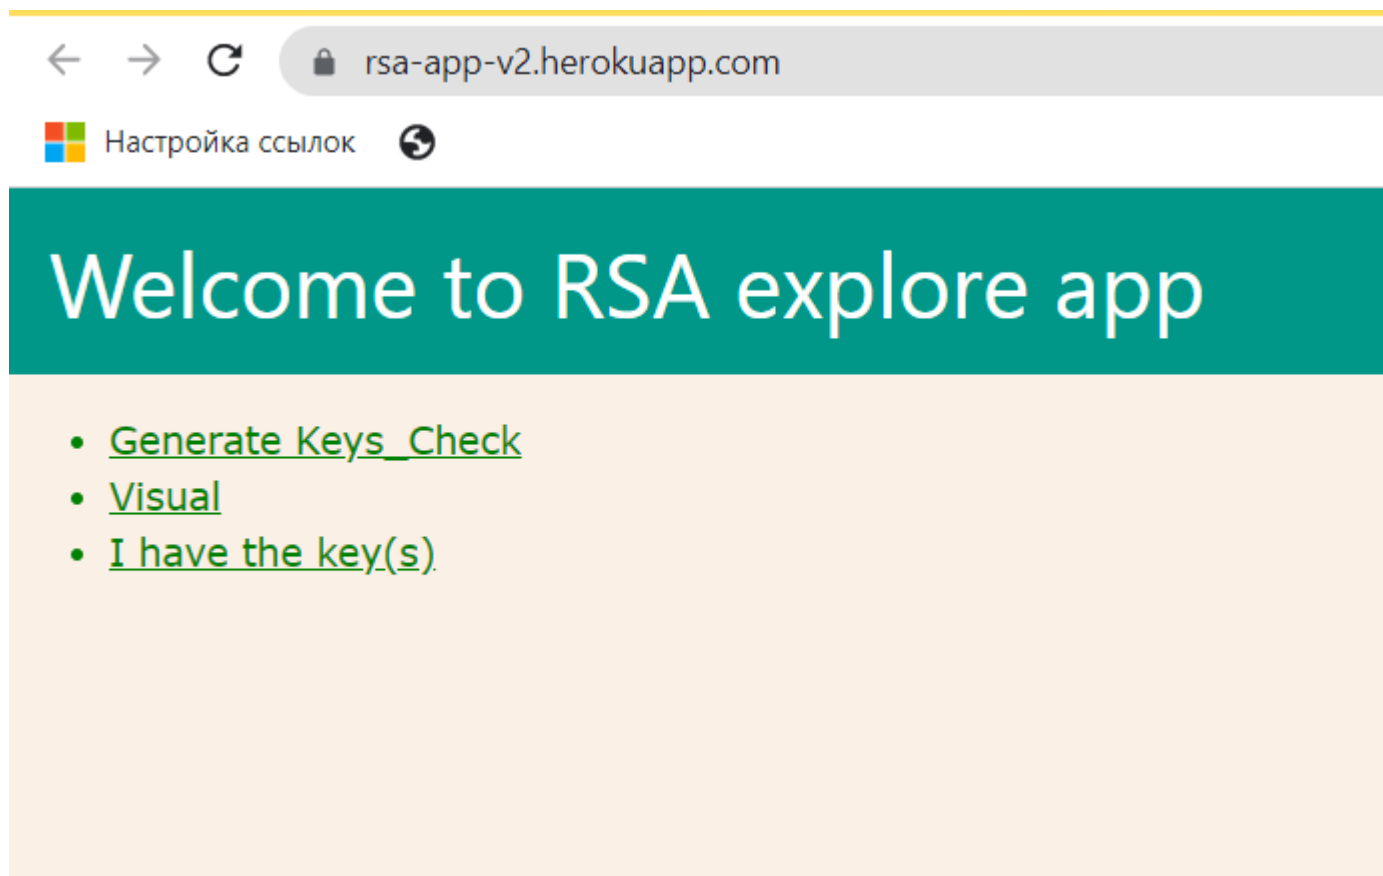 rsa-app-v2.herokuapp.com
Настройка ссылок
Welcome to RSA explore app
Generate Keys_Check
Visual
I have the key(s)